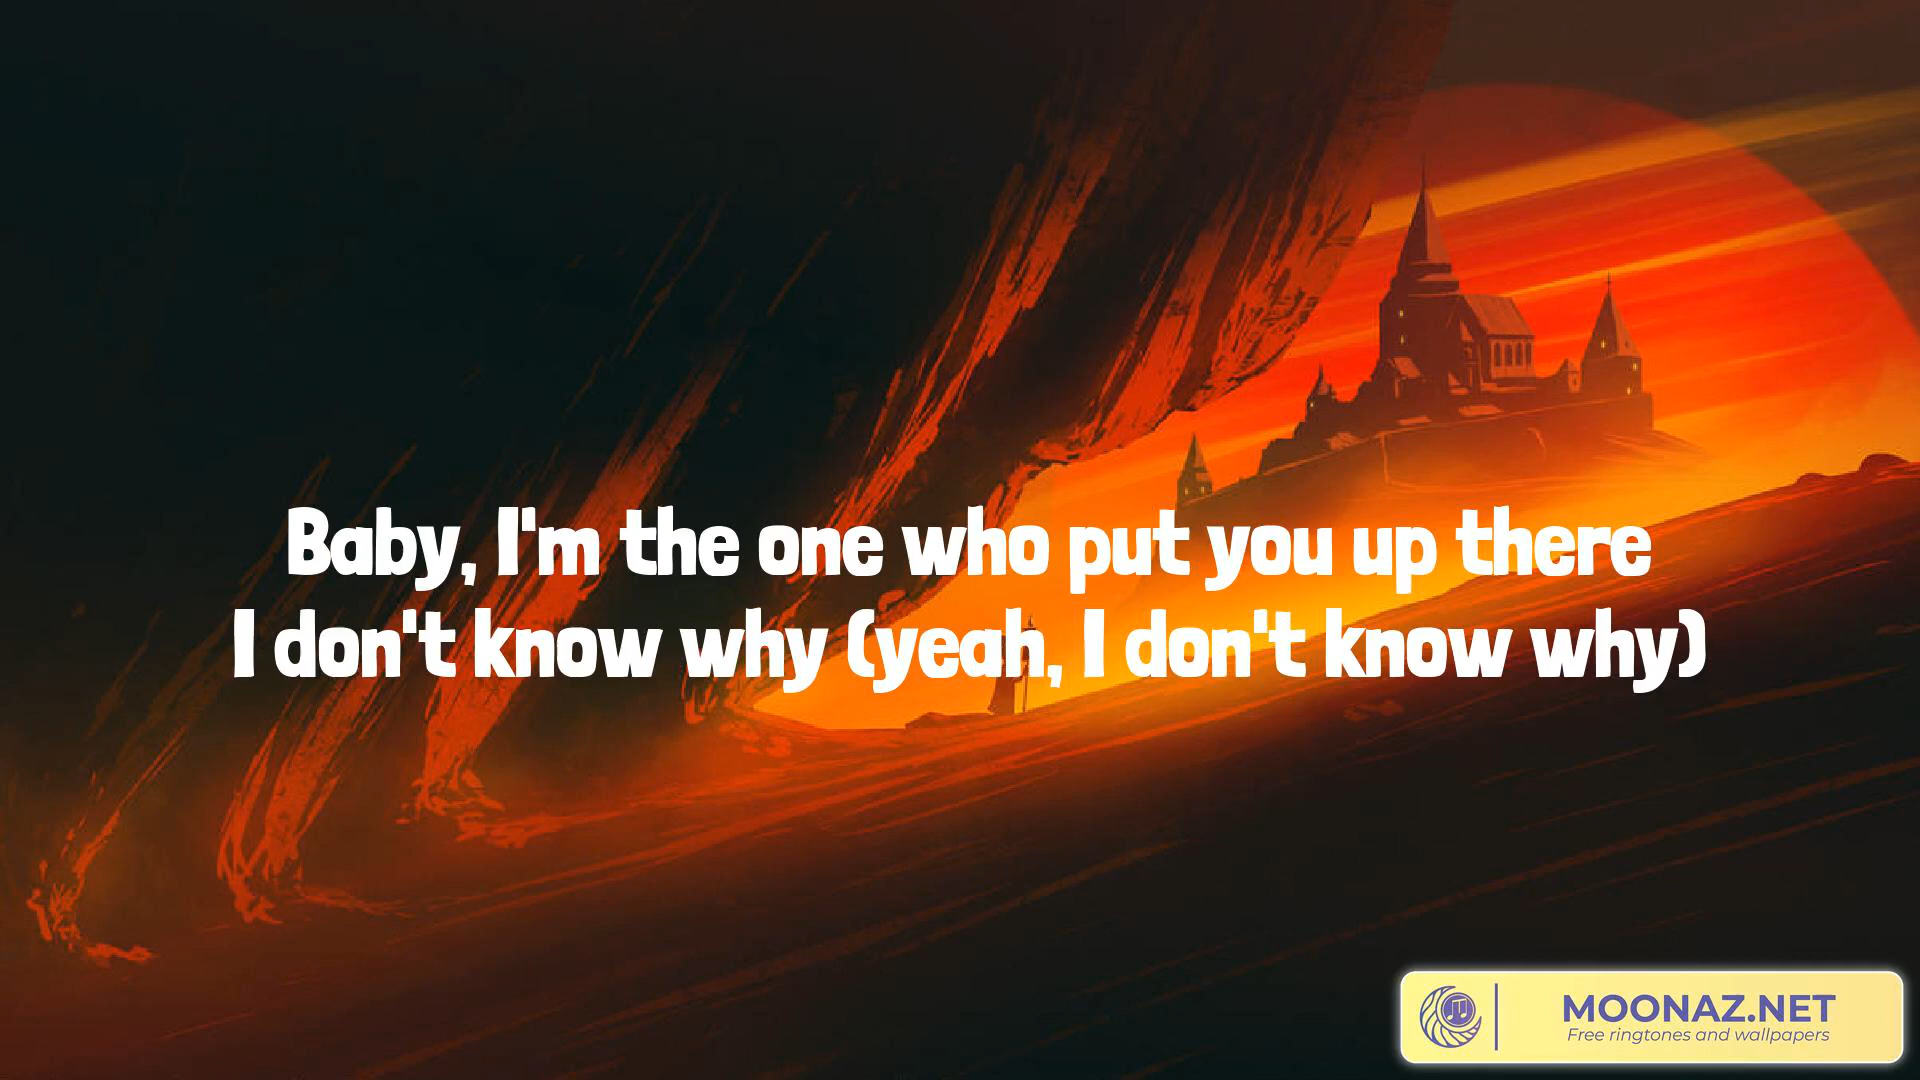 Baby, I'm the one who put you up there
I don't know why (yeah, I don't know why)
MOONAZ.NET
Free ringtones and wallpapers